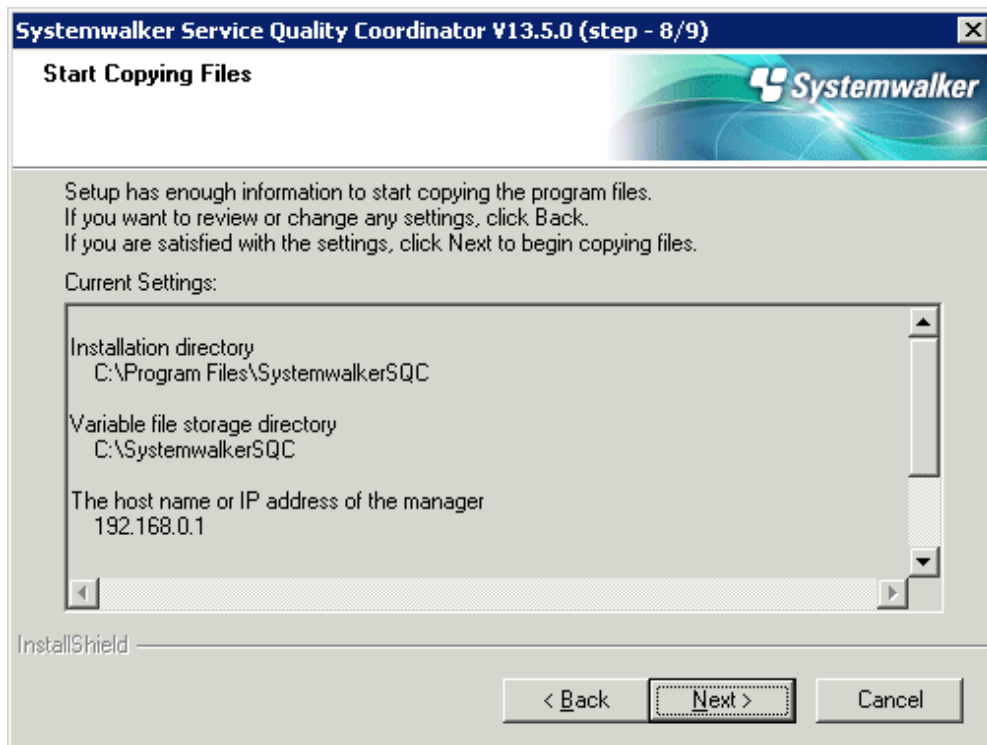 Systemwalker Service Quality Coordinator V13.5.0 (step - 8/9)
Start Copying Files
Systemwalker
Setup has enough information to start copying the program files.
If you want to review or change any settings, click Back.
If you are satisfied with the settings, click Next to begin copying files.
Current Settings:
Installation directory
C:\Program Files\SystemwalkerSQC
Variable file storage directory
C:\SystemwalkerSQC
The host name or IP address of the manager
192.168.0.1
InstallShield
< Back
Next >
Cancel